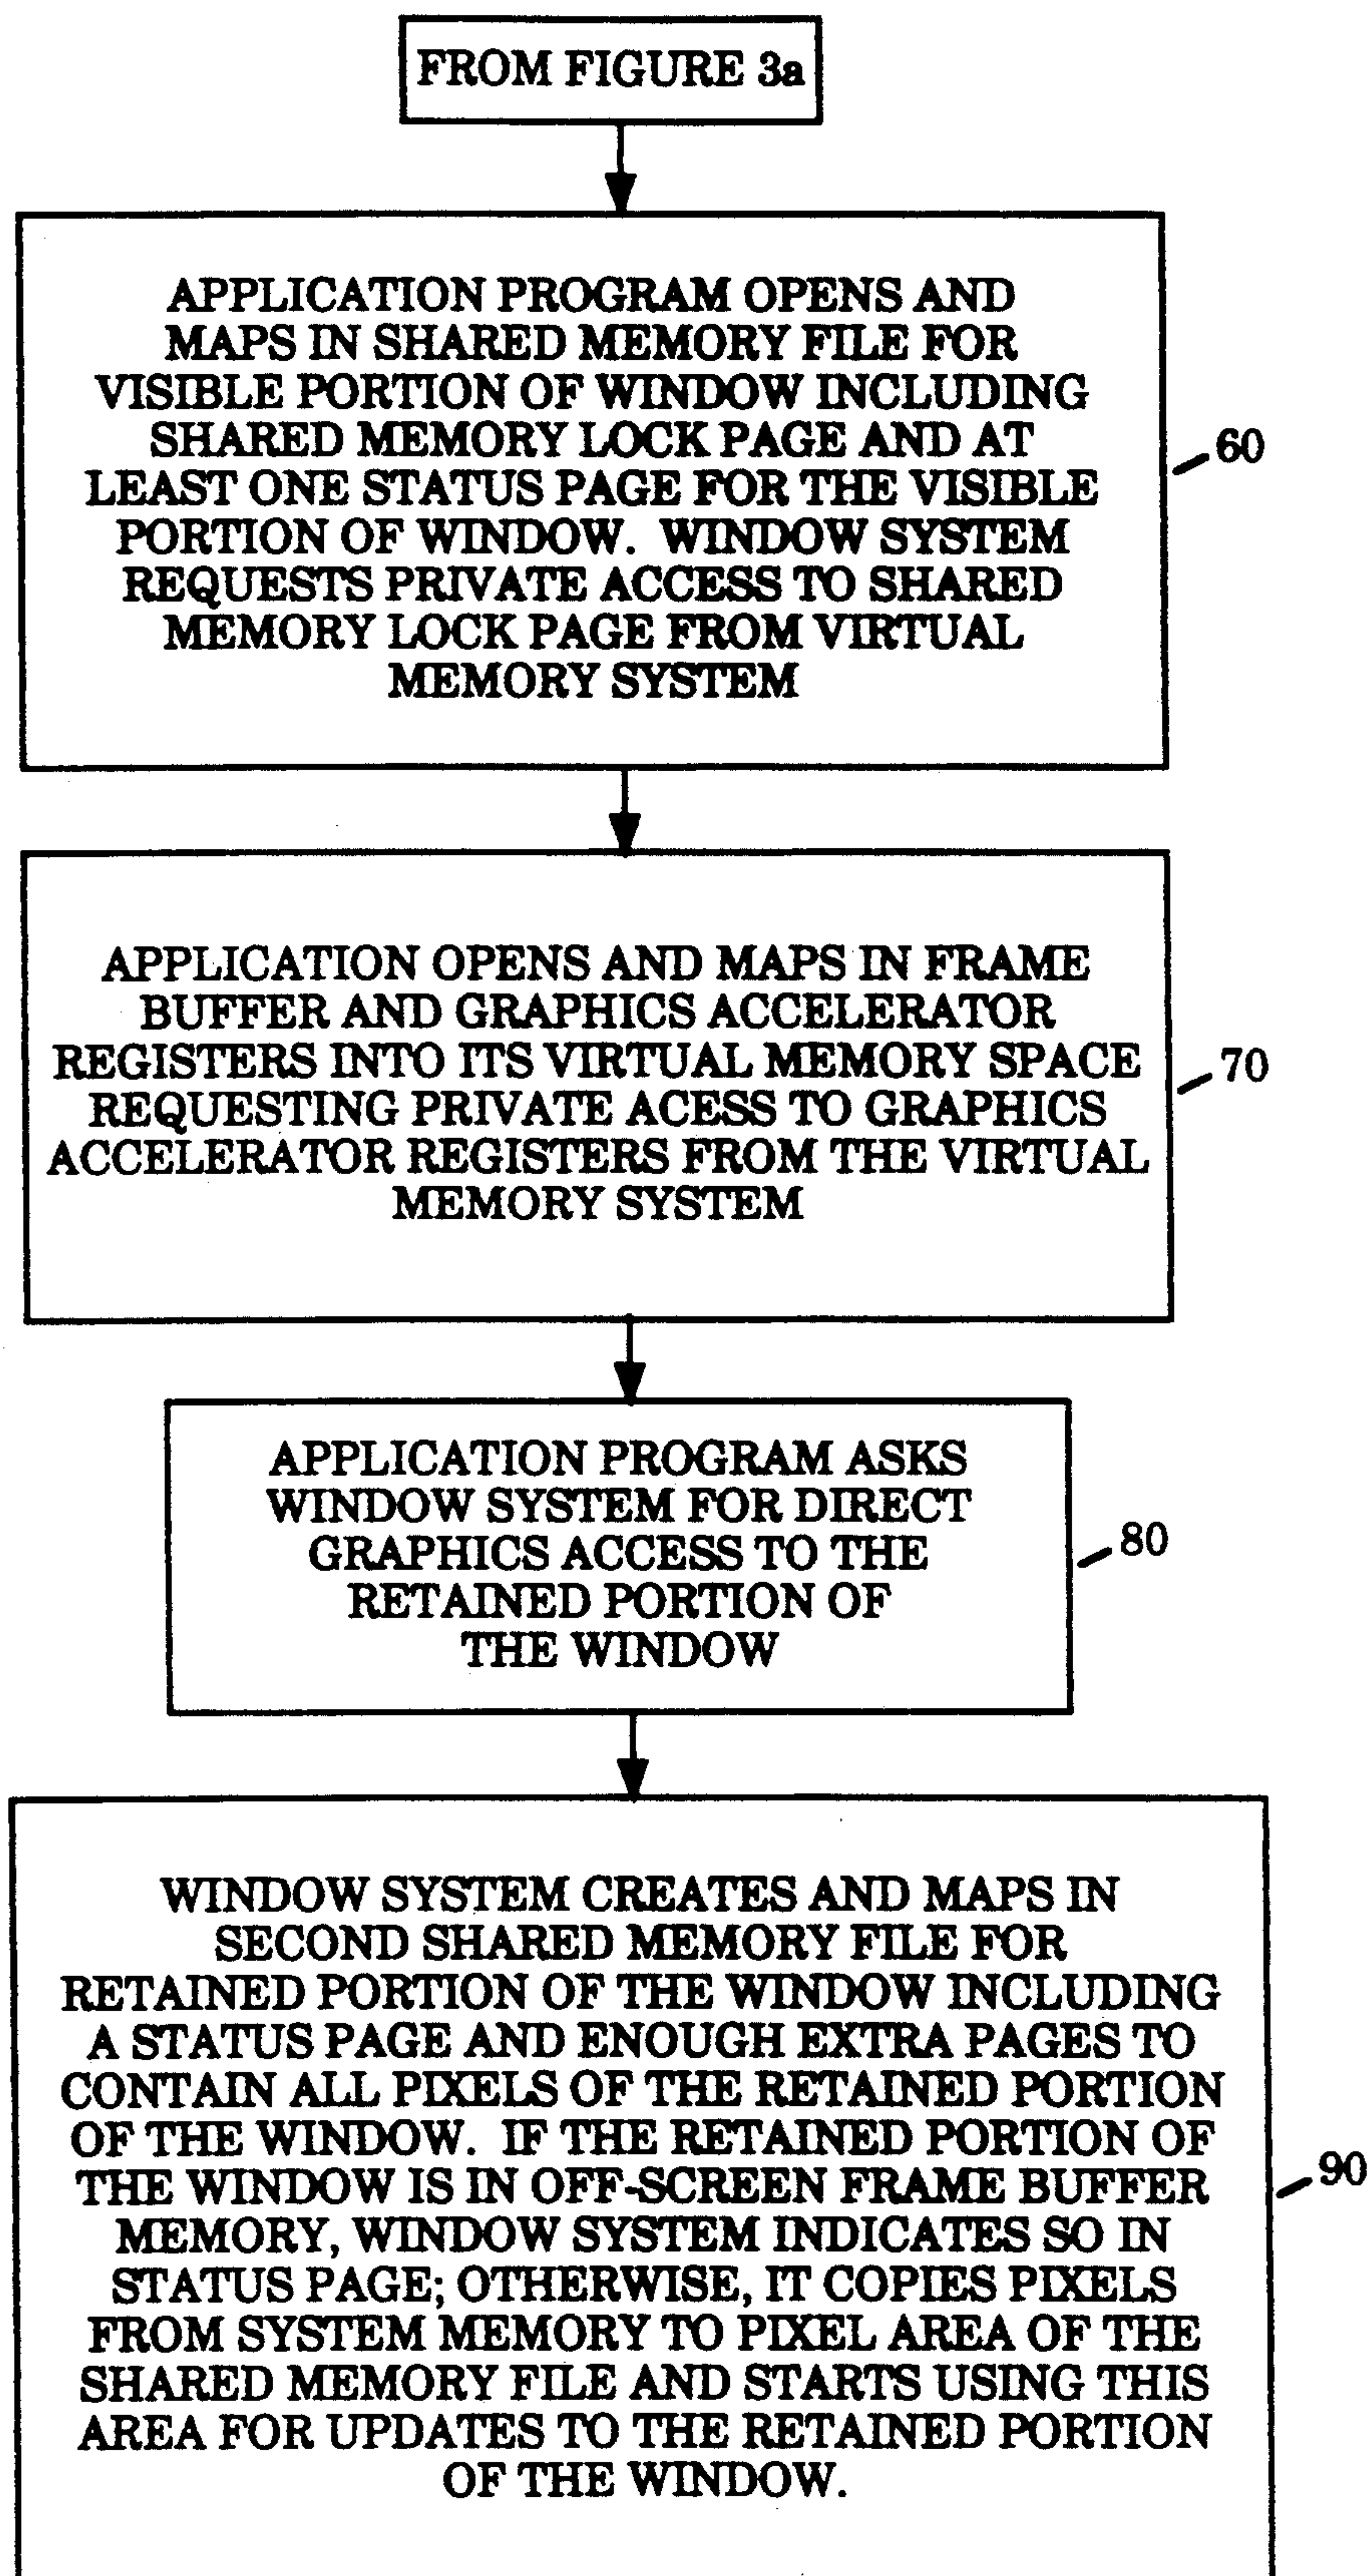 FROM FIGURE 3a
APPLICATION PROGRAM OPENS AND
MAPS IN SHARED MEMORY FILE FOR
VISIBLE PORTION OF WINDOW INCLUDING
SHARED MEMORY LOCK PAGE AND AT
LEAST ONE STATUS PAGE FOR THE VISIBLE
PORTION OF WINDOW. WINDOW SYSTEM
REQUESTS PRIVATE ACCESS TO SHARED
MEMORY LOCK PAGE FROM VIRTUAL
MEMORY SYSTEM
60
APPLICATION OPENS AND MAPS IN FRAME
BUFFER AND GRAPHICS ACCELERATOR
REGISTERS INTO ITS VIRTUAL MEMORY SPACE
REQUESTING PRIVATE ACESS TO GRAPHICS
ACCELERATOR REGISTERS FROM THE VIRTUAL
MEMORY SYSTEM
70
APPLICATION PROGRAM ASKS
WINDOW SYSTEM FOR DIRECT
GRAPHICS ACCESS TO THE
RETAINED PORTION OF
THE WINDOW
80
WINDOW SYSTEM CREATES AND MAPS IN
SECOND SHARED MEMORY FILE FOR
RETAINED PORTION OF THE WINDOW INCLUDING
A STATUS PAGE AND ENOUGH EXTRA PAGES TO
CONTAIN ALL PIXELS OF THE RETAINED PORTION
OF THE WINDOW. IF THE RETAINED PORTION OF
THE WINDOW IS IN OFF-SCREEN FRAME BUFFER
MEMORY, WINDOW SYSTEM INDICATES SO IN
STATUS PAGE; OTHERWISE, IT COPIES PIXELS
FROM SYSTEM MEMORY TO PIXEL AREA OF THE
SHARED MEMORY FILE AND STARTS USING THIS
AREA FOR UPDATES TO THE RETAINED PORTION
OF THE WINDOW.
90